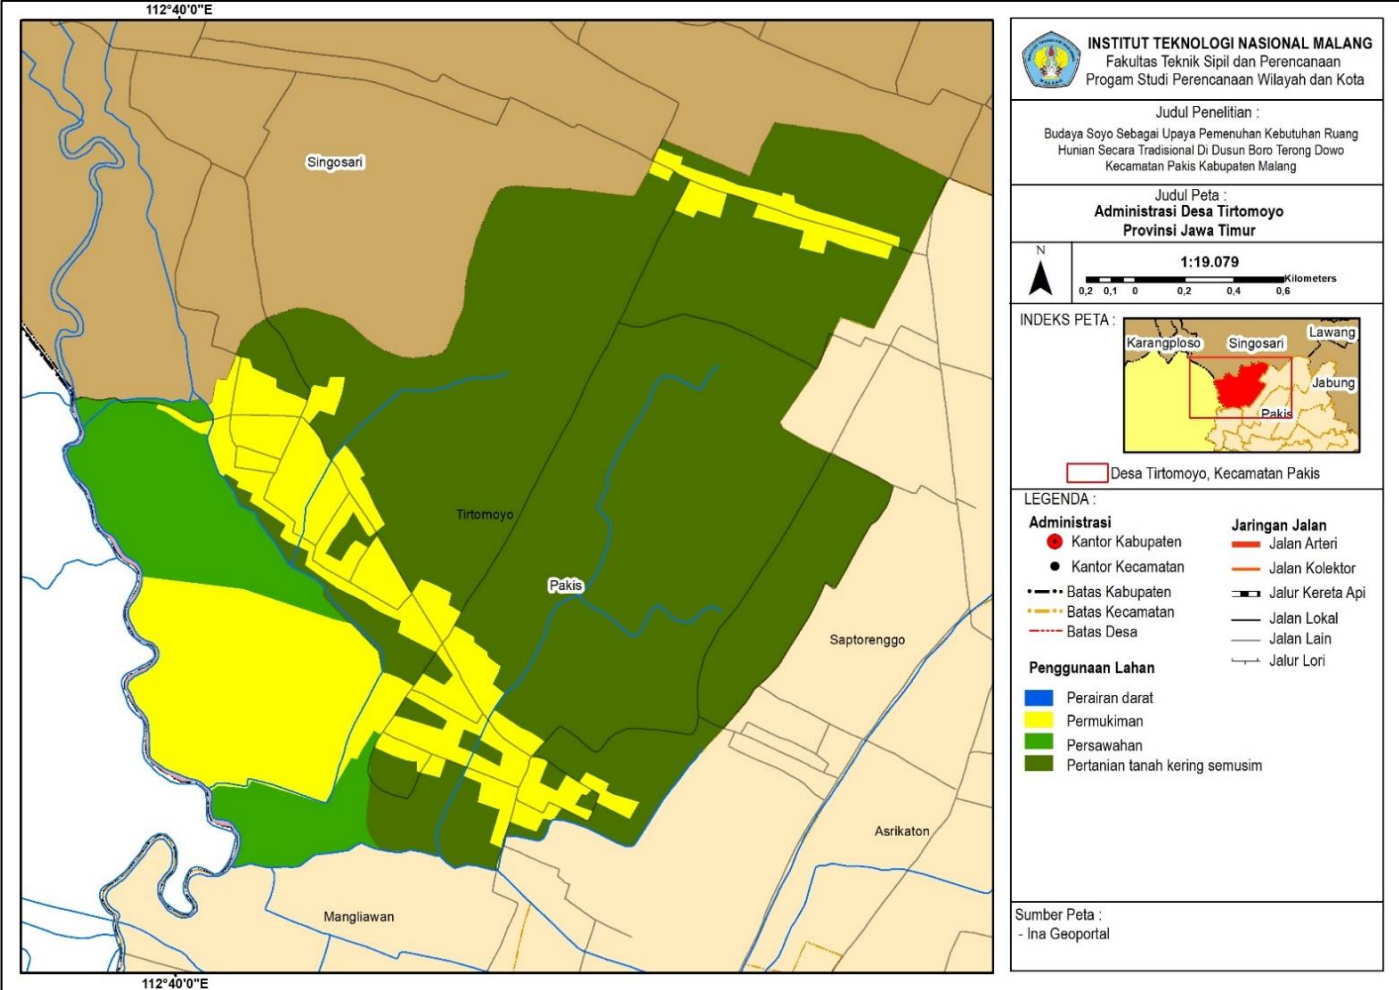 112°40'0"E
Singosari
Tirtomoyo
Pakis
Saptorenggo
Asrikaton
Mangliawan
112°40'0"E
INSTITUT TEKNOLOGI NASIONAL MALANG
Fakultas Teknik Sipil dan Perencanaan
Progam Studi Perencanaan Wilayah dan Kota
Judul Penelitian :
Budaya Soyo Sebagai Upaya Pemenuhan Kebutuhan Ruang
Hunian Secara Tradisional Di Dusun Boro Terong Dowo
Kecamatan Pakis Kabupaten Malang
Judul Peta :
Administrasi Desa Tirtomoyo
Provinsi Jawa Timur
N
1:19.079
Kilometers
0,2 0,1 0 0,2 0,4 0,6
INDEKS PETA :
Karangploso
Singosari
Lawang
Jabung
Pakis
Desa Tirtomoyo, Kecamatan Pakis
LEGENDA :
Administrasi
Kantor Kabupaten
Kantor Kecamatan
Batas Kabupaten
Batas Kecamatan
Batas Desa
Jaringan Jalan
Jalan Arteri
Jalan Kolektor
Jalur Kereta Api
Jalan Lokal
Jalan Lain
Jalur Lori
Penggunaan Lahan
Perairan darat
Permukiman
Persawahan
Pertanian tanah kering semusim
Sumber Peta :
- Ina Geoportal